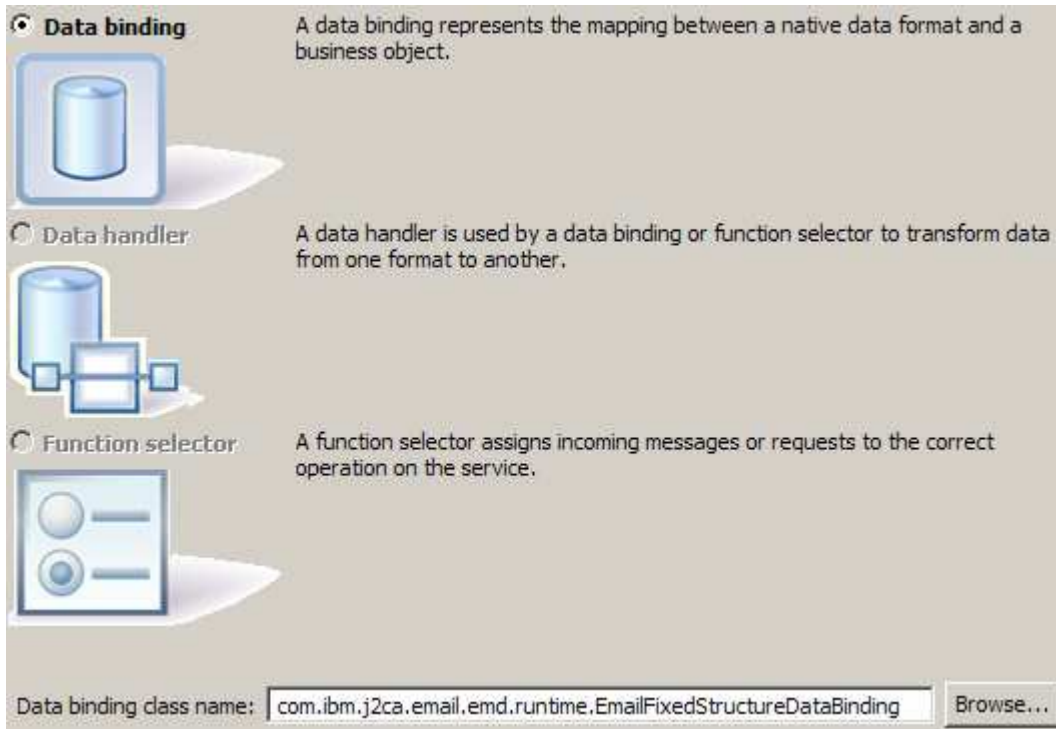 Data binding
A data binding represents the mapping between a native data format and a
business object.
Data handler
A data handler is used by a data binding or function selector to transform data
from one format to another.
Function selector
A function selector assigns incoming messages or requests to the correct
operation on the service.
Data binding class name: com.ibm.j2ca.email.emd.runtime.EmailFixedStructureDataBinding Browse...